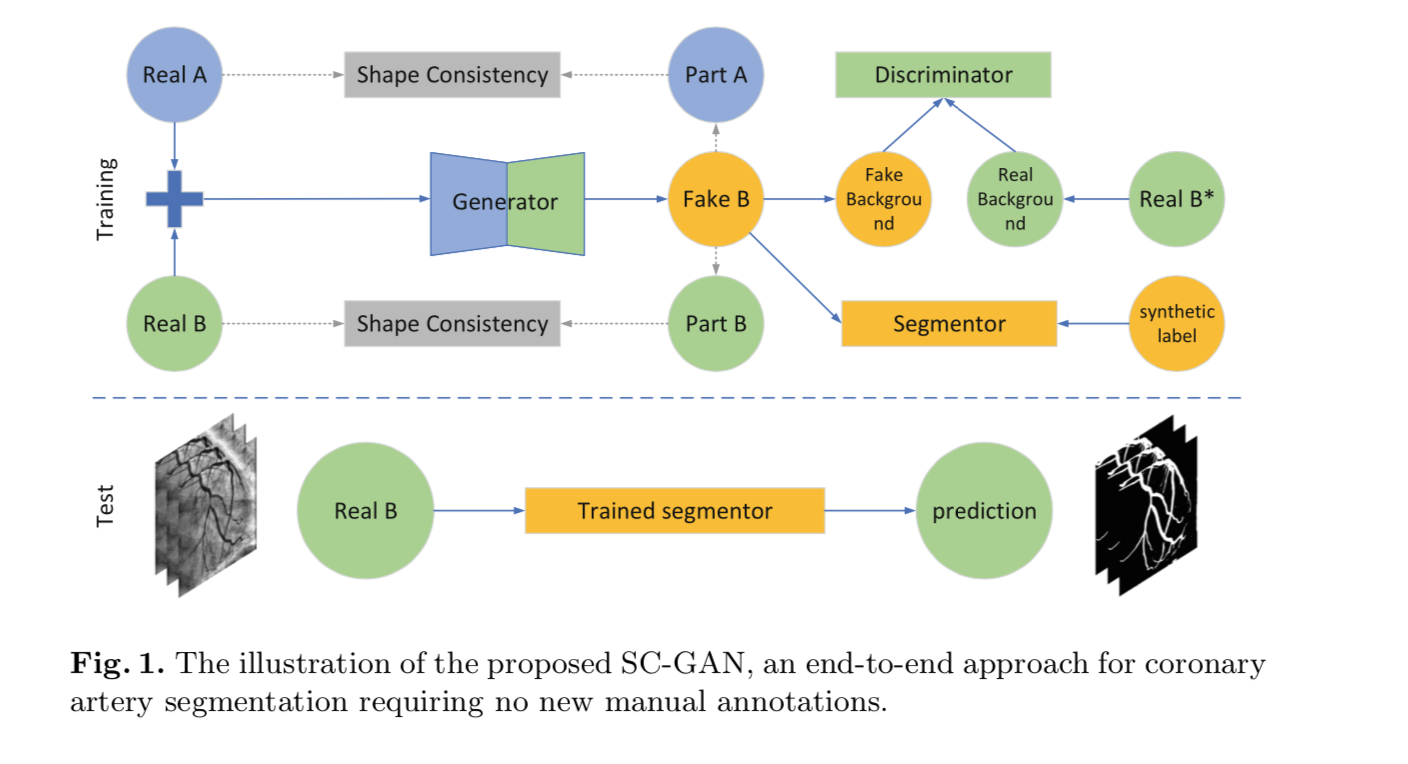 Real A
Shape Consistency
Part A
Discriminator
Training
Generator
Fake B
Fake
Backgrou
nd
Real
Backgrou
nd
Real B*
Real B
Shape Consistency
Part B
Segmentor
synthetic
label
Test
Real B
Trained segmentor
prediction
Fig. 1. The illustration of the proposed SC-GAN, an end-to-end approach for coronary
artery segmentation requiring no new manual annotations.